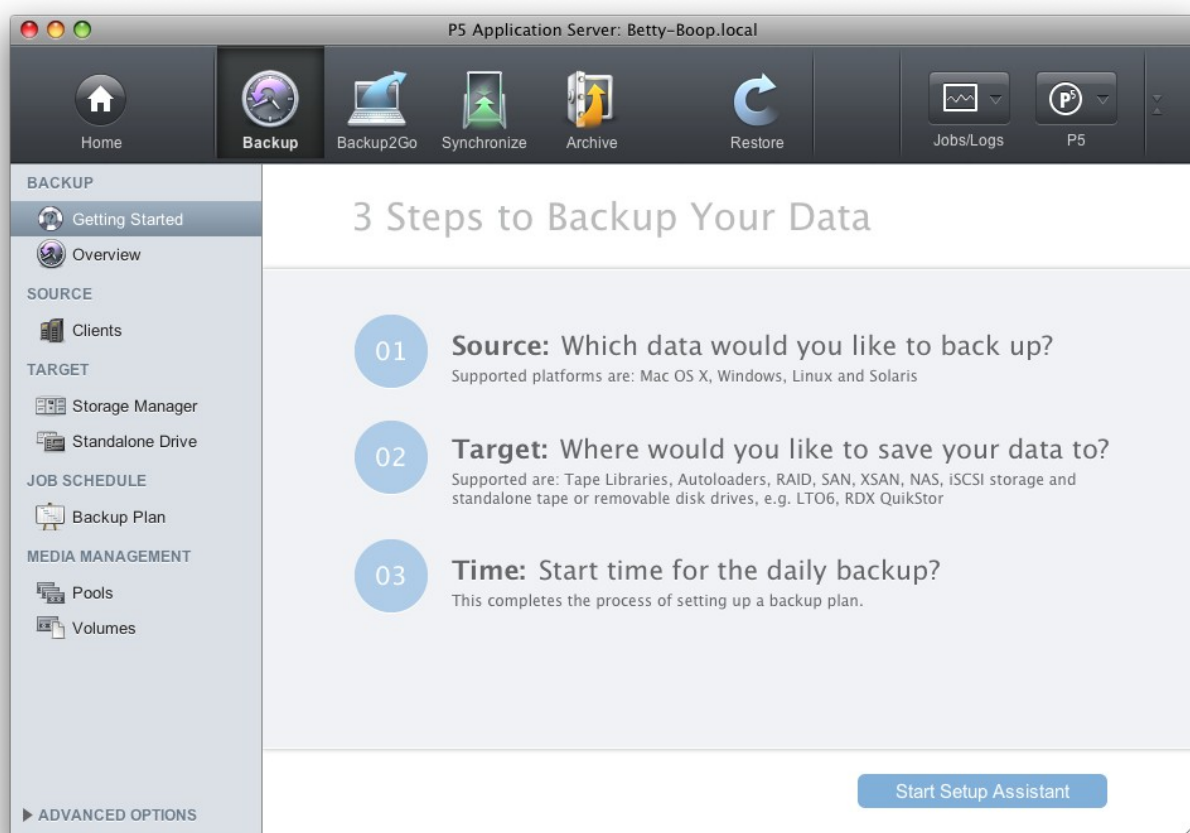 P5 Application Server: Betty-Boop.local
Home
Backup
Backup2Go
Synchronize
Archive
Restore
Jobs/Logs
P5
P5
BACKUP
Getting Started
Overview
SOURCE
Clients
TARGET
Storage Manager
Standalone Drive
JOB SCHEDULE
Backup Plan
MEDIA MANAGEMENT
Pools
Volumes
ADVANCED OPTIONS
3 Steps to Backup Your Data
01
Source: Which data would you like to back up?
Supported platforms are: Mac OS X, Windows, Linux and Solaris
02
Target: Where would you like to save your data to?
Supported are: Tape Libraries, Autoloaders, RAID, SAN, XSAN, NAS, iSCSI storage and
standalone tape or removable disk drives, e.g. LTO6, RDX QuikStor
03
Time: Start time for the daily backup?
This completes the process of setting up a backup plan.
Start Setup Assistant